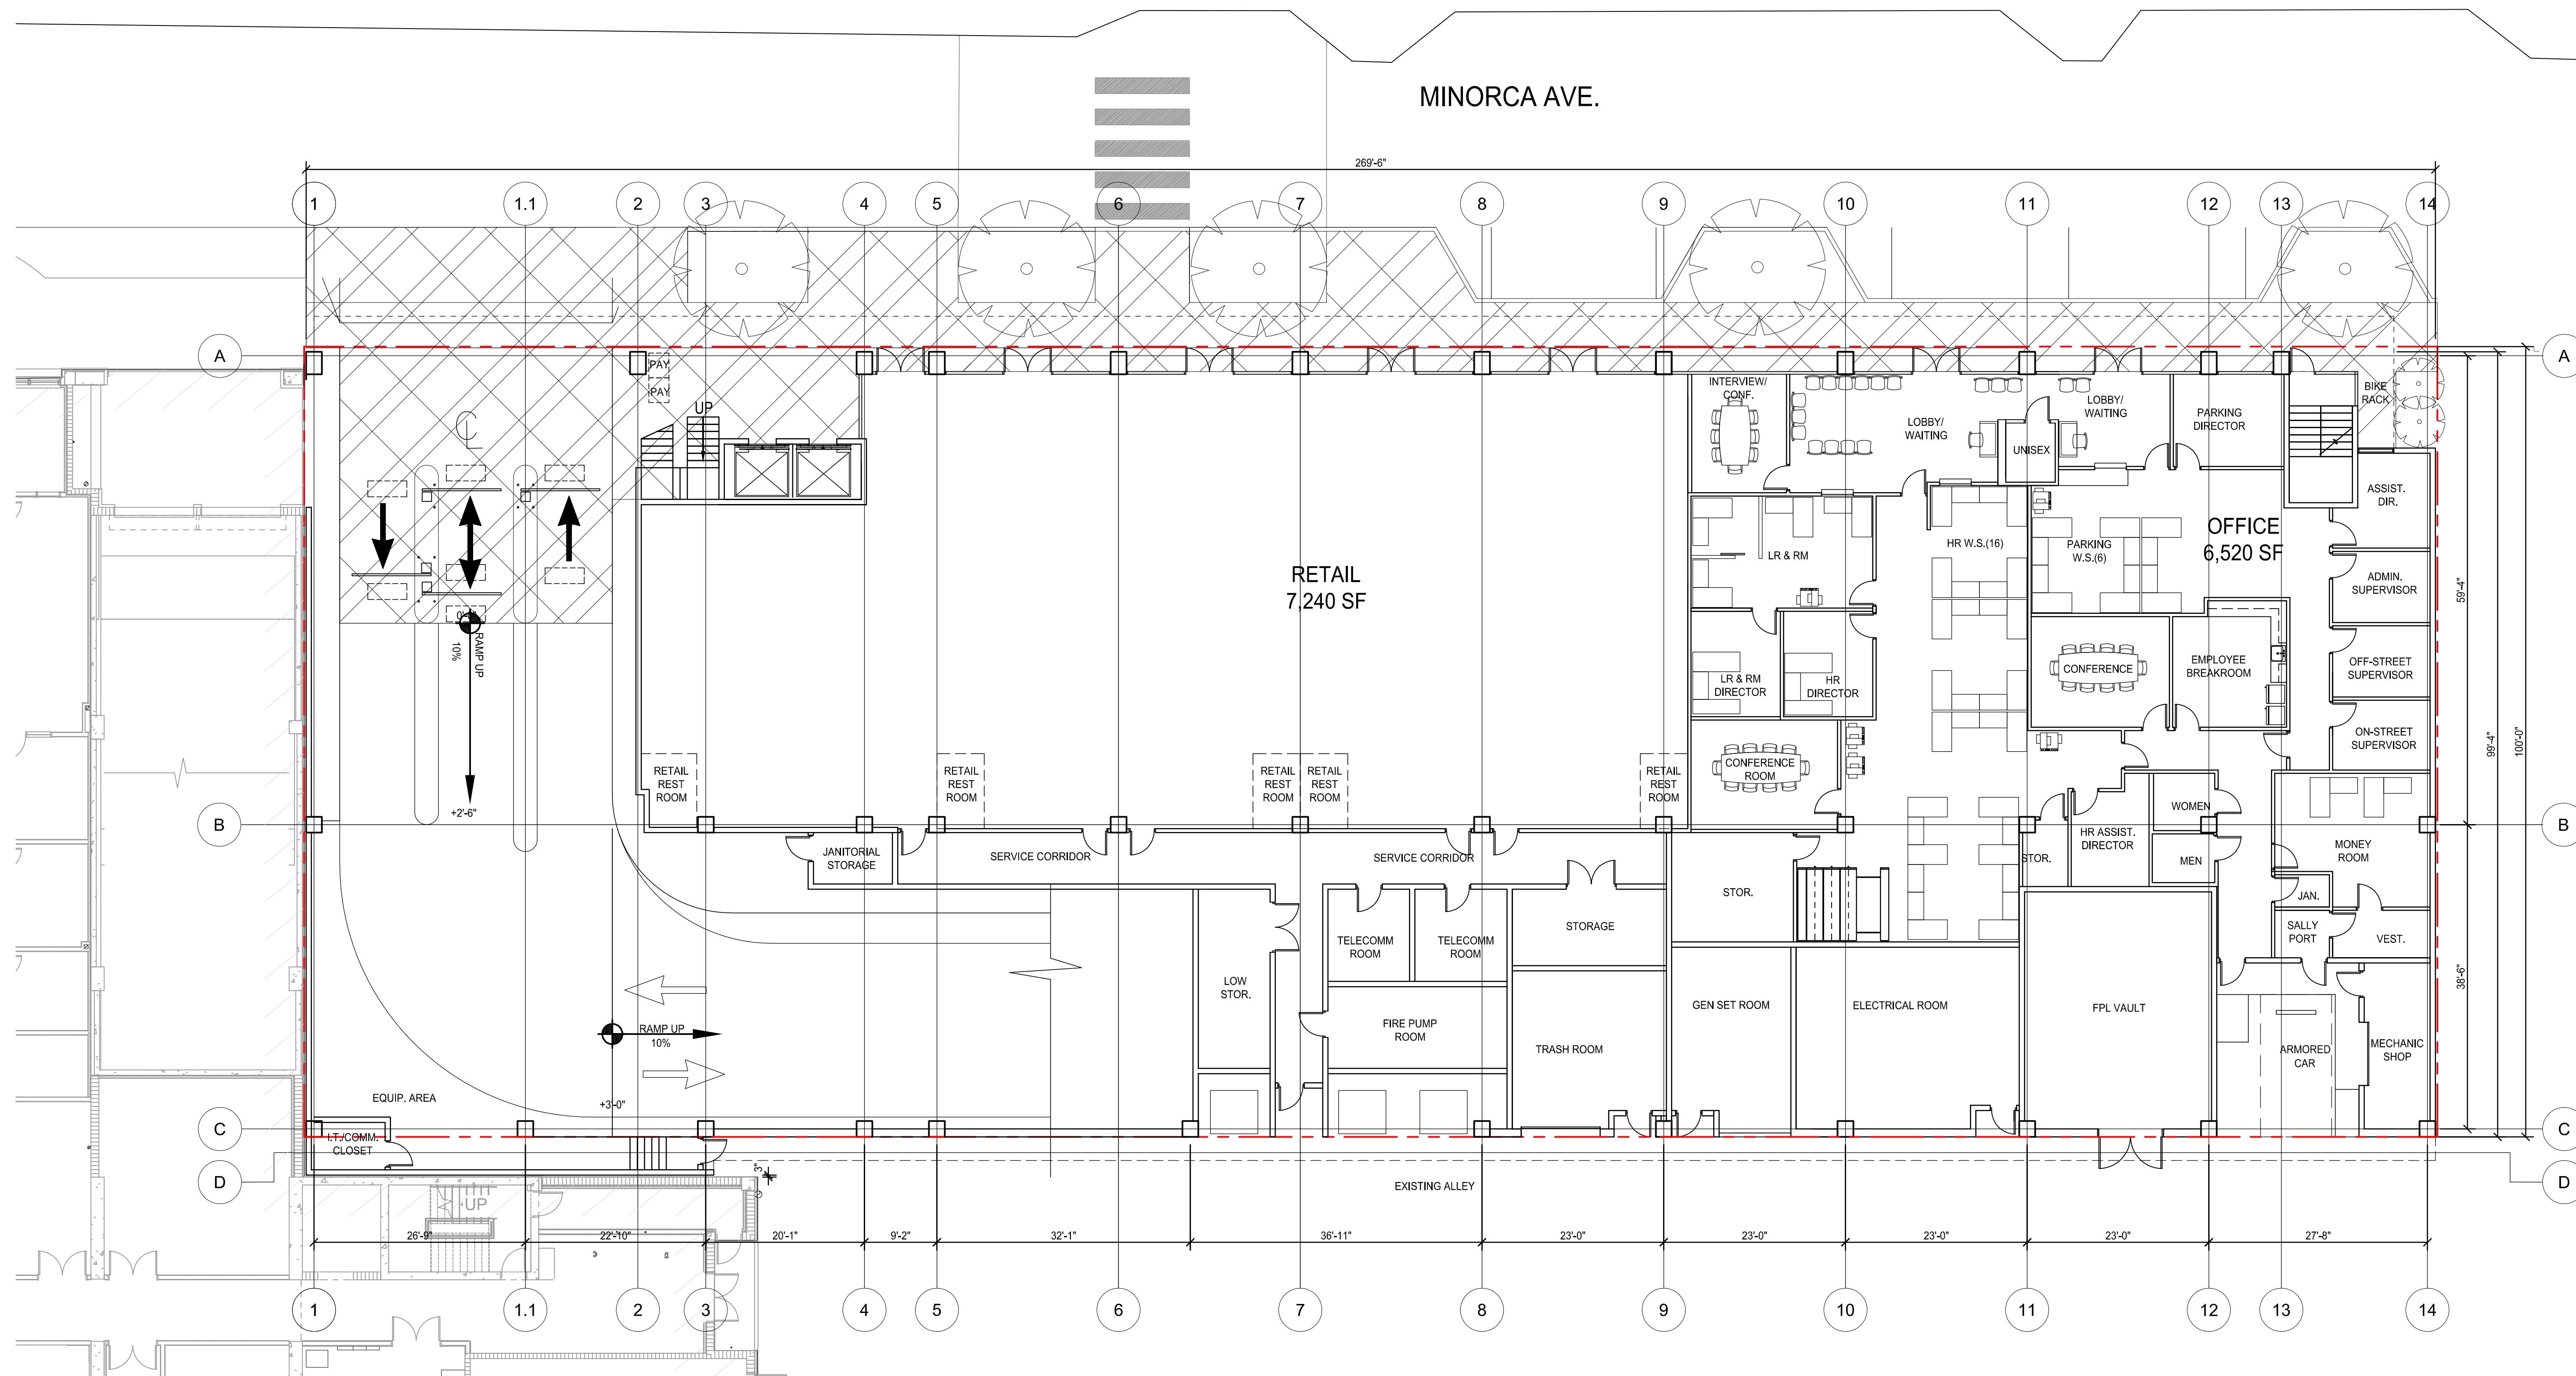 MINORCA AVE.
269'-6"
1
1.1
2
3
4
5
6
7
8
9
10
11
12
13
14
A
A
PAY
PAY
UP
INTERVIEW/
CONF.
LOBBY/
WAITING
UNISEX
LOBBY/
WAITING
PARKING
DIRECTOR
BIKE
RACK
ASSIST.
DIR.
OFFICE
6,520 SF
HR W.S.(16)
PARKING
W.S.(6)
LR & RM
RETAIL
7,240 SF
ADMIN.
SUPERVISOR
59'-4"
RAMP UP
10%
LR & RM
DIRECTOR
HR
DIRECTOR
CONFERENCE
EMPLOYEE
BREAKROOM
OFF-STREET
SUPERVISOR
ON-STREET
SUPERVISOR
99'-4"
100'-0"
RETAIL
REST
ROOM
RETAIL
REST
ROOM
RETAIL
REST
ROOM
RETAIL
REST
ROOM
RETAIL
REST
ROOM
CONFERENCE
ROOM
+2'-6"
B
B
WOMEN
MEN
HR ASSIST.
DIRECTOR
STOR.
MONEY
ROOM
JANITORIAL
STORAGE
SERVICE CORRIDOR
SERVICE CORRIDOR
STOR.
JAN.
SALLY
PORT
VEST.
TELECOMM
ROOM
TELECOMM
ROOM
STORAGE
LOW
STOR.
38'-6"
GEN SET ROOM
ELECTRICAL ROOM
FPL VAULT
FIRE PUMP
ROOM
TRASH ROOM
ARMORED
CAR
MECHANIC
SHOP
RAMP UP
10%
EQUIP. AREA
+3'-0"
C
C
I.T./COMM.
CLOSET
D
D
3"
EXISTING ALLEY
UP
26'-9"
22'-10"
20'-1"
9'-2"
32'-1"
36'-11"
23'-0"
23'-0"
23'-0"
23'-0"
27'-8"
1
1.1
2
3
4
5
6
7
8
9
10
11
12
13
14